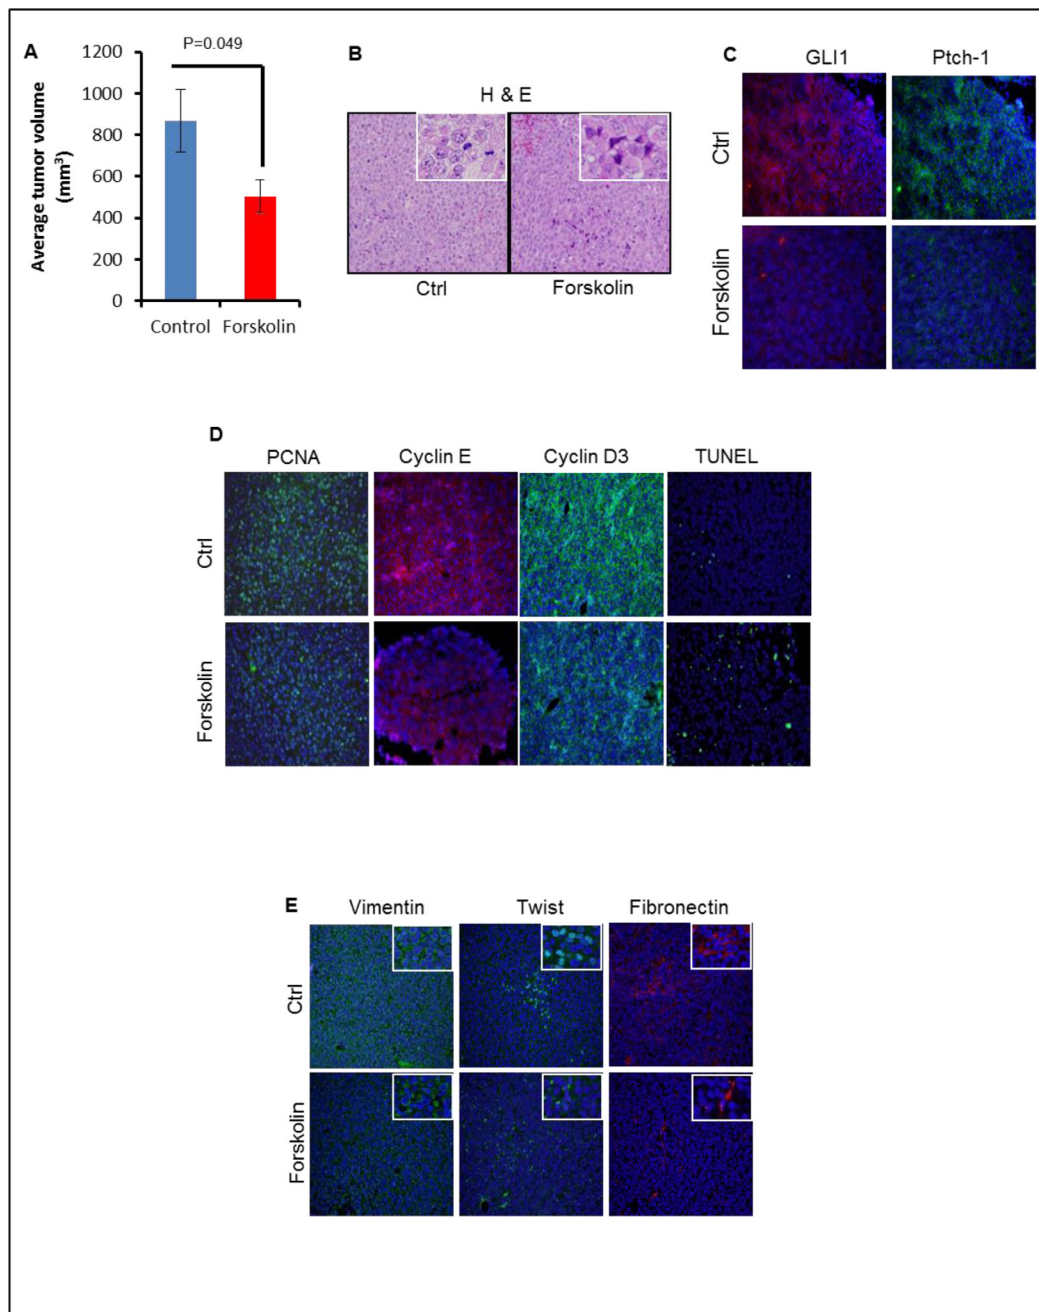 A
P=0.049
1200
1000
800
600
400
200
0
Average tumor volume
(mm³)
Control Forskolin
B
H & E
Ctrl Forskolin
C
GLI1 Ptch-1
Ctrl
Forskolin
D
PCNA Cyclin E Cyclin D3 TUNEL
Ctrl
Forskolin
E
Vimentin Twist Fibronectin
Ctrl
Forskolin